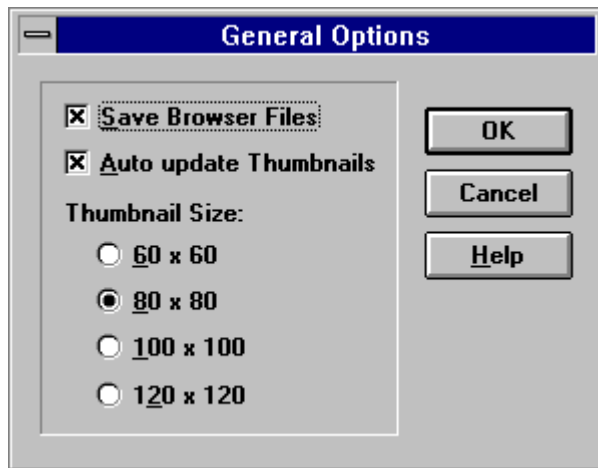 General Options
Save Browser Files
Auto update Thumbnails
Thumbnail Size:
60 x 60
80 x 80
100 x 100
120 x 120
OK
Cancel
Help